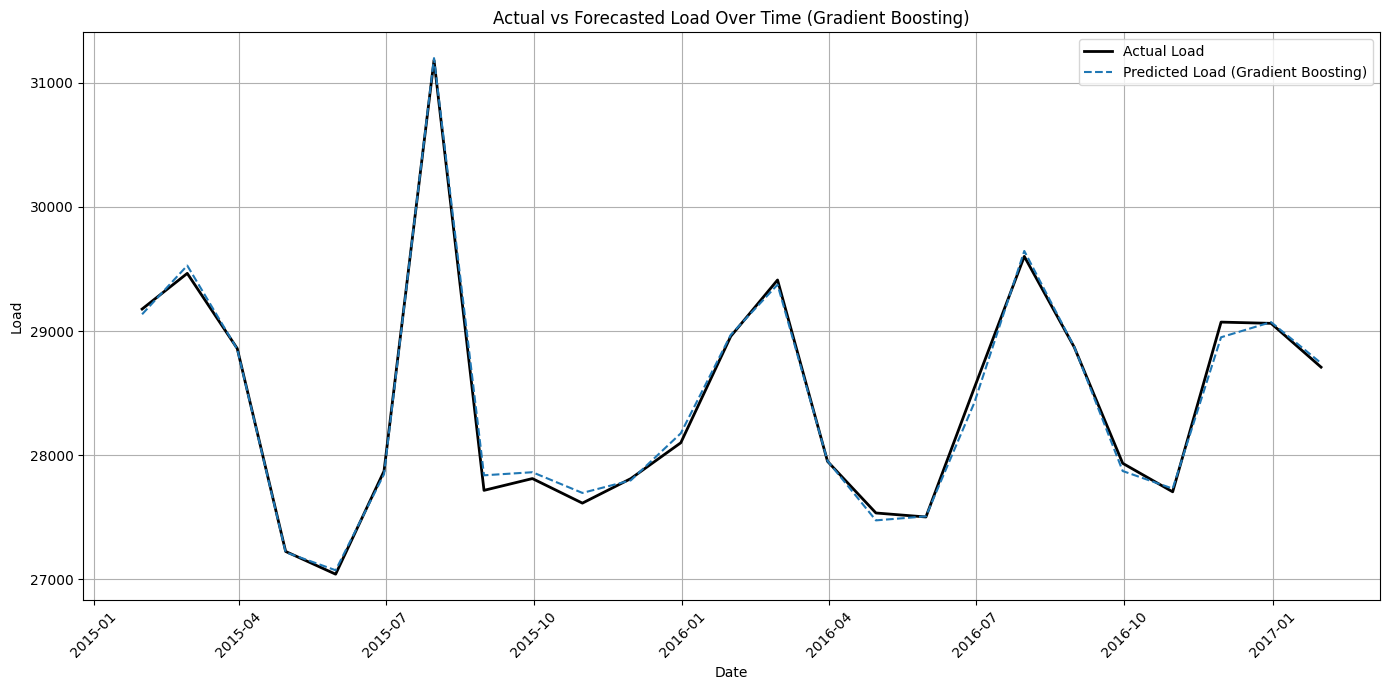 Actual vs Forecasted Load Over Time (Gradient Boosting)
Actual Load
Predicted Load (Gradient Boosting)
Load
31000
30000
29000
28000
27000
2015-01
2015-04
2015-07
2015-10
2016-01
2016-04
2016-07
2016-10
2017-01
Date